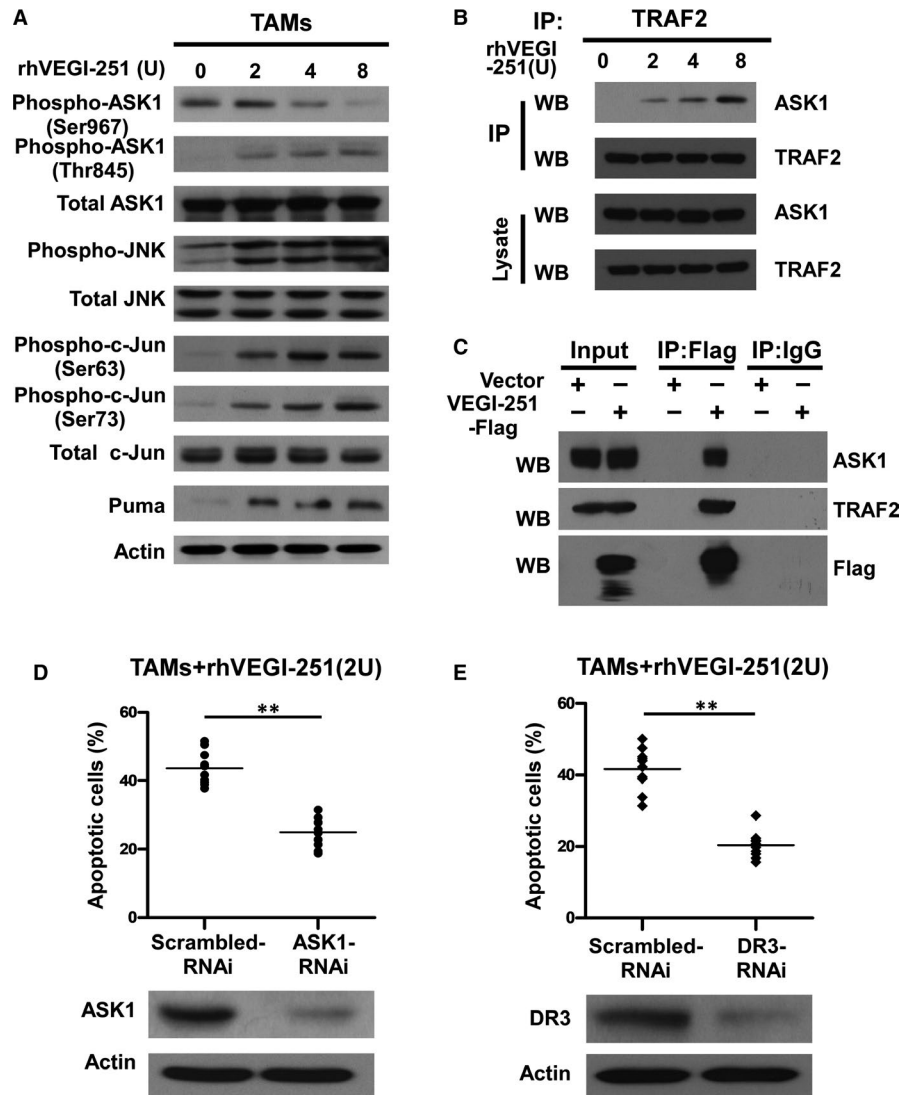 A
TAMs
rhVEGI-251 (U) 0 2 4 8
Phospho-ASK1
(Ser967)
Phospho-ASK1
(Thr845)
Total ASK1
Phospho-JNK
Total JNK
Phospho-c-Jun
(Ser63)
Phospho-c-Jun
(Ser73)
Total c-Jun
Puma
Actin
B
IP: TRAF2
rhVEGI
-251(U) 0 2 4 8
IP
WB ASK1
WB TRAF2
Lysate
WB ASK1
WB TRAF2
C
Input IP:Flag IP:IgG
Vector + − + − + −
VEGI-251
-Flag − + − + − +
WB ASK1
WB TRAF2
WB Flag
D
TAMs+rhVEGI-251(2U)
**
Apoptotic cells (%)
60
40
20
0
Scrambled-
RNAi
ASK1-
RNAi
ASK1
Actin
E
TAMs+rhVEGI-251(2U)
**
Apoptotic cells (%)
60
40
20
0
Scrambled-
RNAi
DR3-
RNAi
DR3
Actin